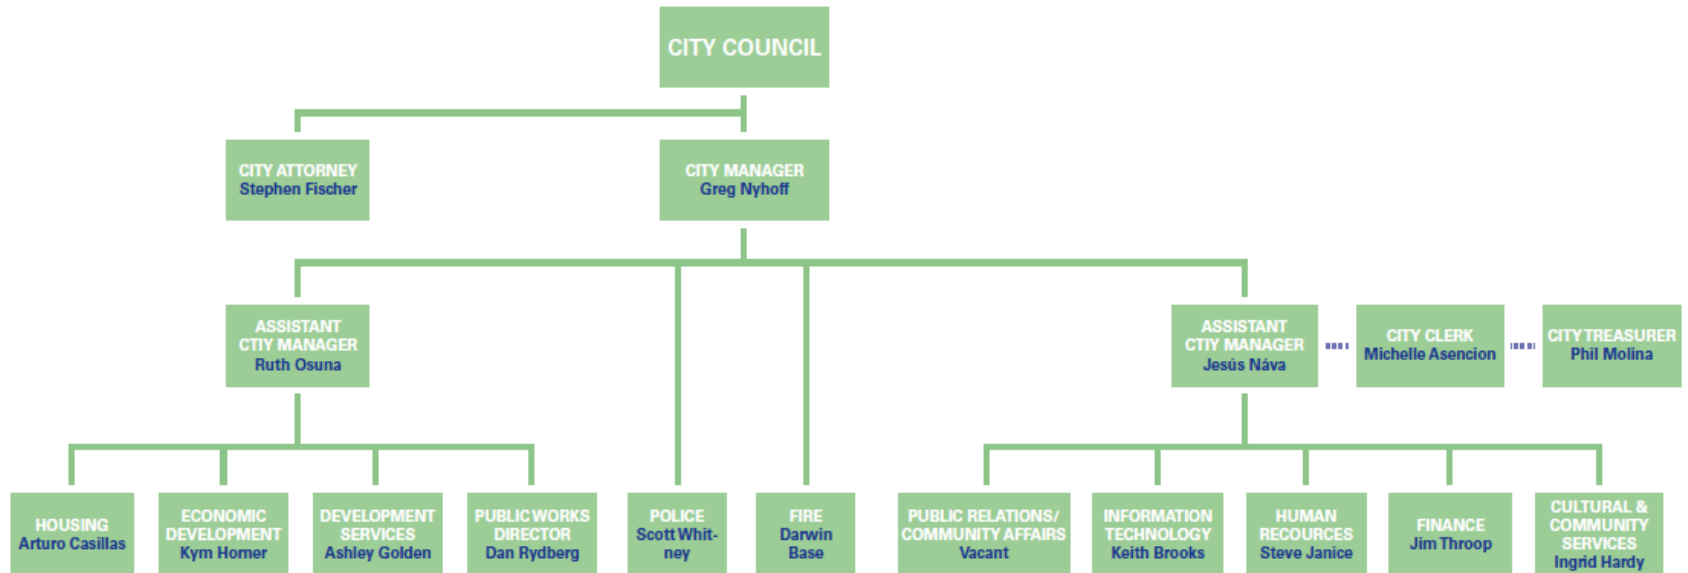 CITY COUNCIL
CITY ATTORNEY
Stephen Fischer
CITY MANAGER
Greg Nyhoff
ASSISTANT
CTIY MANAGER
Ruth Osuna
ASSISTANT
CTIY MANAGER
Jesús Náva
CITY CLERK
Michelle Asencion
CITY TREASURER
Phil Molina
HOUSING
Arturo Casillas
ECONOMIC
DEVELOPMENT
Kym Horner
DEVELOPMENT
SERVICES
Ashley Golden
PUBLIC WORKS
DIRECTOR
Dan Rydberg
POLICE
Scott Whit-
ney
FIRE
Darwin
Base
PUBLIC RELATIONS/
COMMUNITY AFFAIRS
Vacant
INFORMATION
TECHNOLOGY
Keith Brooks
HUMAN
RECOURCES
Steve Janice
FINANCE
Jim Throop
CULTURAL &
COMMUNITY
SERVICES
Ingrid Hardy